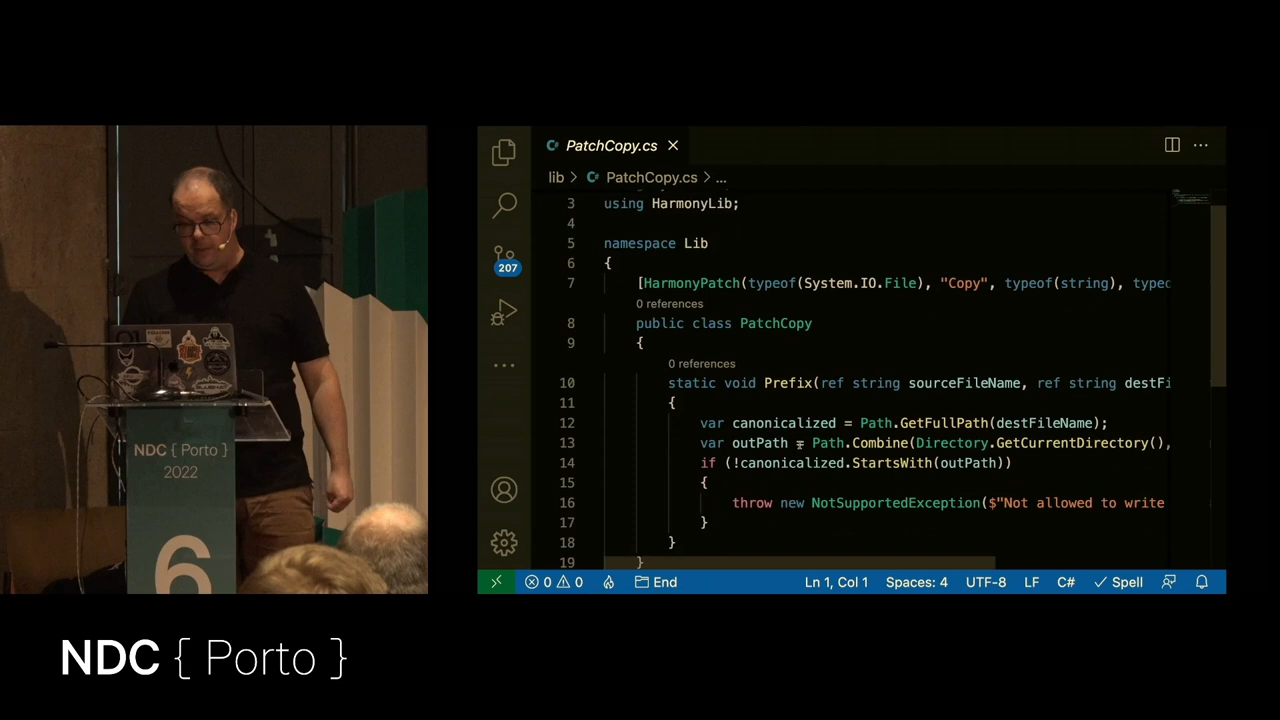 NDC { Porto }
2022
6
PatchCopy.cs
lib > PatchCopy.cs > ...
207
3 using HarmonyLib;
4
5 namespace Lib
6 {
7 [HarmonyPatch(typeof(System.IO.File), "Copy", typeof(string), typeo
0 references
8 public class PatchCopy
9 {
0 references
10 static void Prefix(ref string sourceFileName, ref string destFi
11 {
12 var canonicalized = Path.GetFullPath(destFileName);
13 var outPath = Path.Combine(Directory.GetCurrentDirectory(),
14 if (!canonicalized.StartsWith(outPath))
15 {
16 throw new NotSupportedException($"Not allowed to write
17 }
18 }
19 }
0 0 End Ln 1, Col 1 Spaces: 4 UTF-8 LF C# Spell
NDC { Porto }